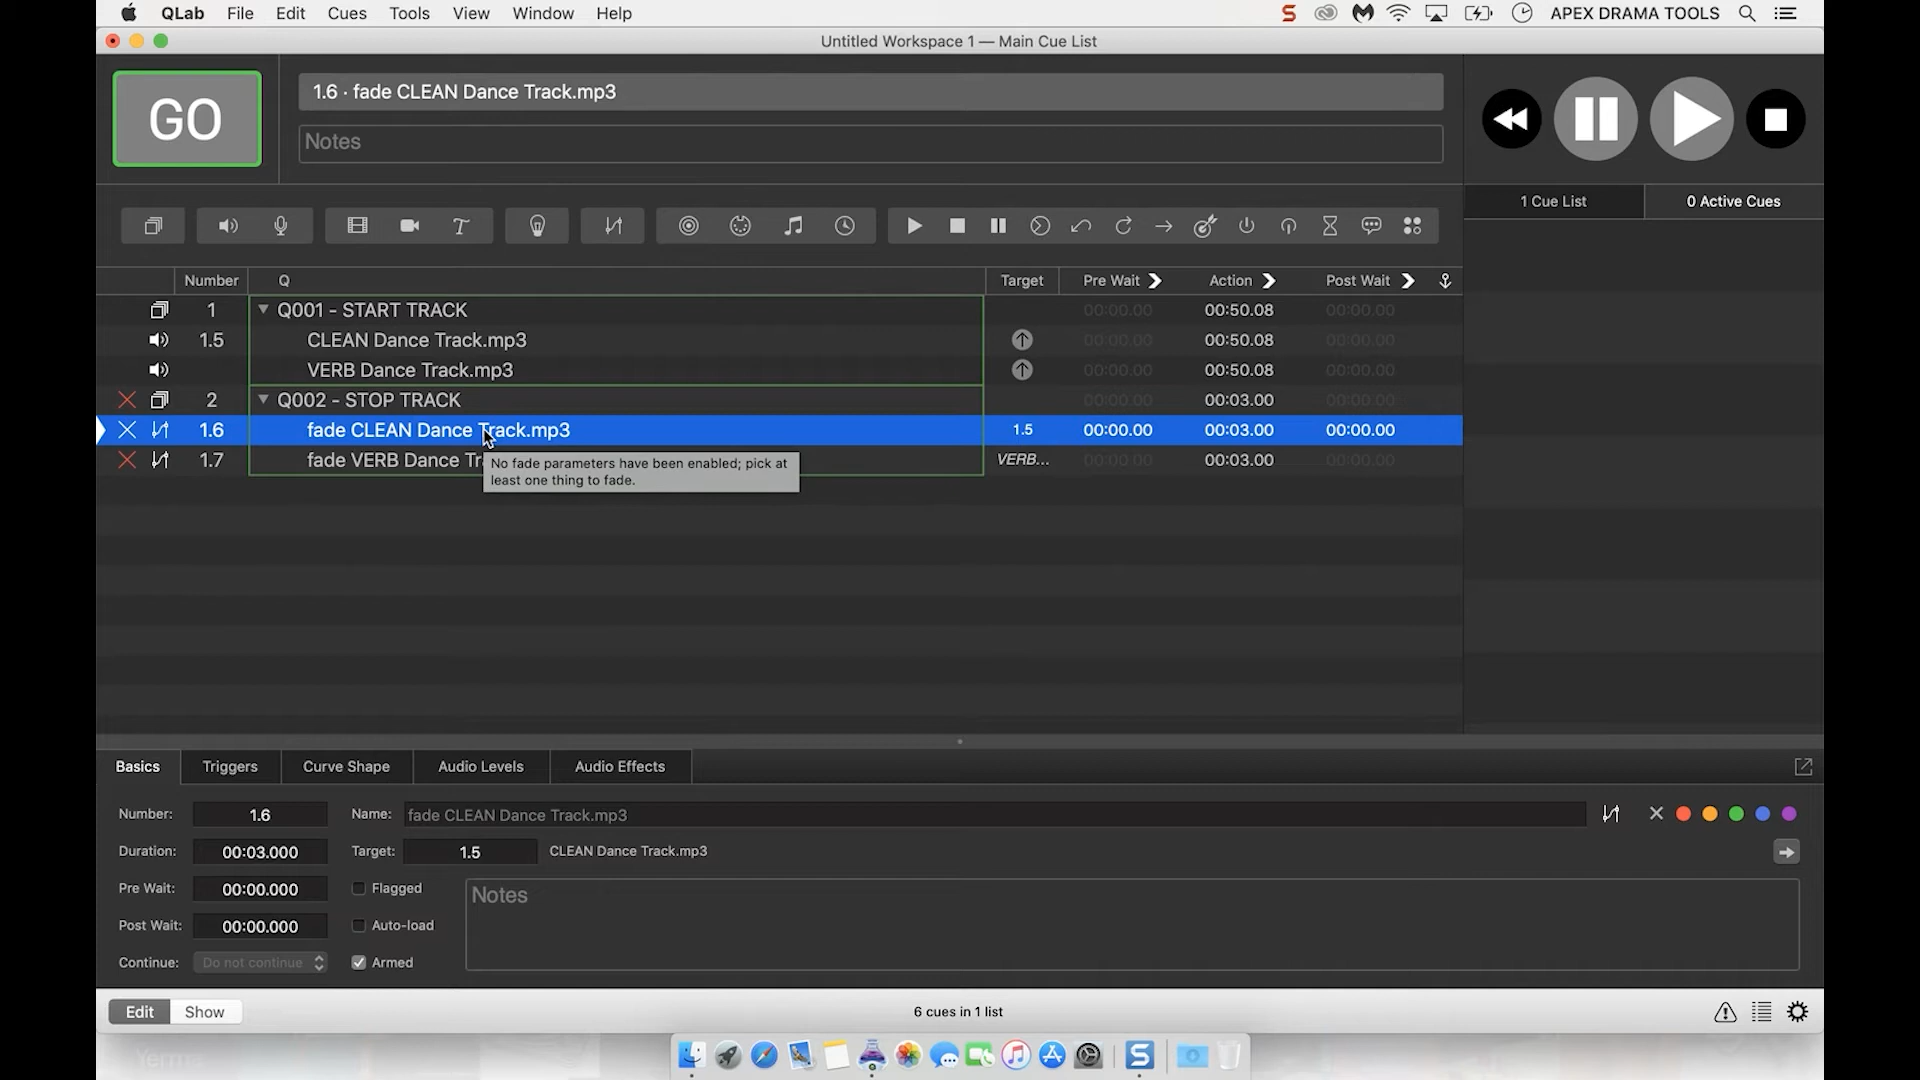 QLab File Edit Cues Tools View Window Help APEX DRAMA TOOLS
Untitled Workspace 1 — Main Cue List
GO
1.6 · fade CLEAN Dance Track.mp3
Notes
1 Cue List 0 Active Cues
Number Q Target Pre Wait Action Post Wait
1 Q001 - START TRACK 00:00.00 00:50.08 00:00.00
1.5 CLEAN Dance Track.mp3 00:00.00 00:50.08 00:00.00
VERB Dance Track.mp3 00:00.00 00:50.08 00:00.00
2 Q002 - STOP TRACK 00:00.00 00:03.00 00:00.00
1.6 fade CLEAN Dance Track.mp3 1.5 00:00.00 00:03.00 00:00.00
1.7 fade VERB Dance Tr VERB... 00:00.00 00:03.00 00:00.00
No fade parameters have been enabled; pick at
least one thing to fade.
Basics Triggers Curve Shape Audio Levels Audio Effects
Number: 1.6 Name: fade CLEAN Dance Track.mp3
Duration: 00:03.000 Target: 1.5 CLEAN Dance Track.mp3
Pre Wait: 00:00.000 Flagged Notes
Post Wait: 00:00.000 Auto-load
Continue: Do not continue Armed
Edit Show 6 cues in 1 list